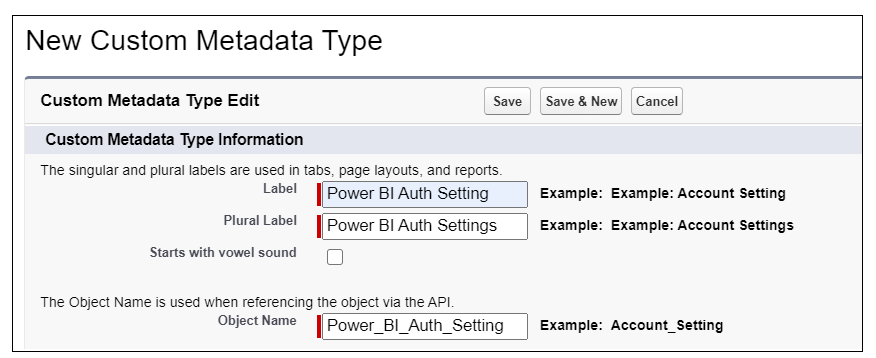 New Custom Metadata Type
Custom Metadata Type Edit Save Save & New Cancel
Custom Metadata Type Information
The singular and plural labels are used in tabs, page layouts, and reports.
Label Power BI Auth Setting Example: Example: Account Setting
Plural Label Power BI Auth Settings Example: Example: Account Settings
Starts with vowel sound
The Object Name is used when referencing the object via the API.
Object Name Power_BI_Auth_Setting Example: Account_Setting